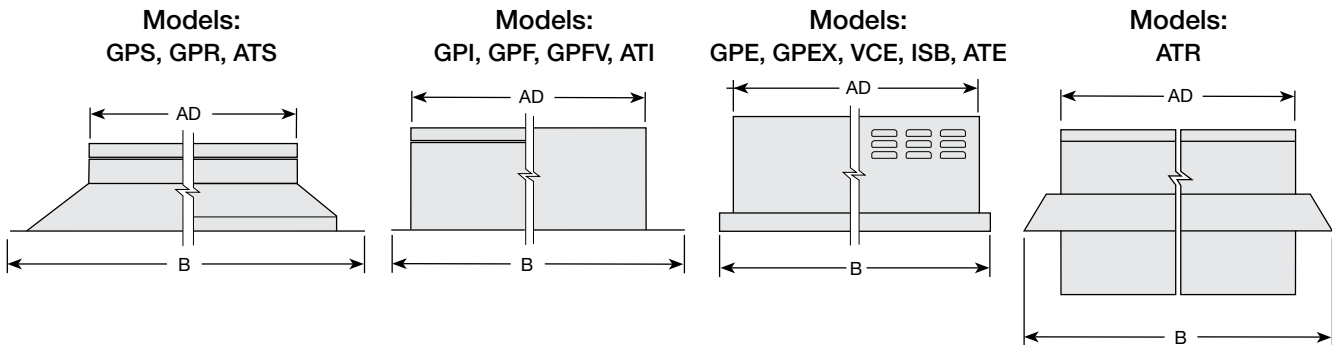 Models:
GPS, GPR, ATS
AD
B
Models:
GPI, GPF, GPFV, ATI
AD
B
Models:
GPE, GPEX, VCE, ISB, ATE
AD
B
Models:
ATR
AD
B